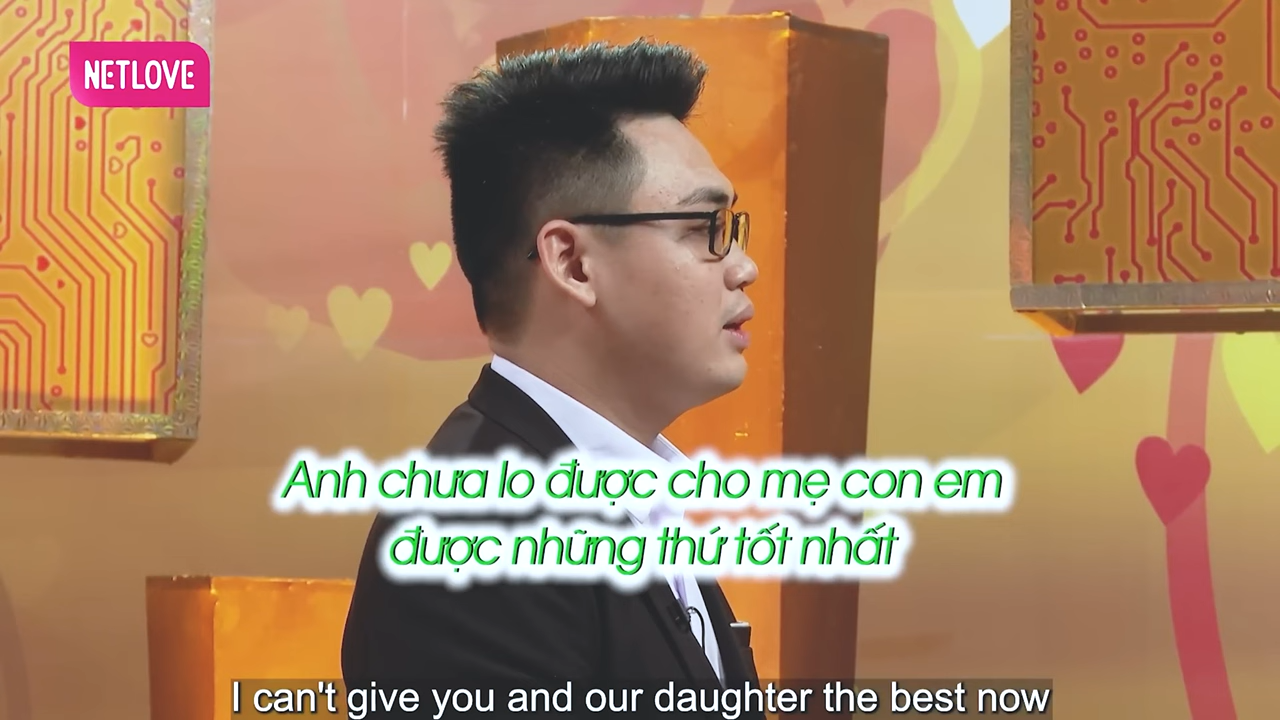 NETLOVE
Anh chưa lo được cho mẹ con em
được những thứ tốt nhất
I can't give you and our daughter the best now